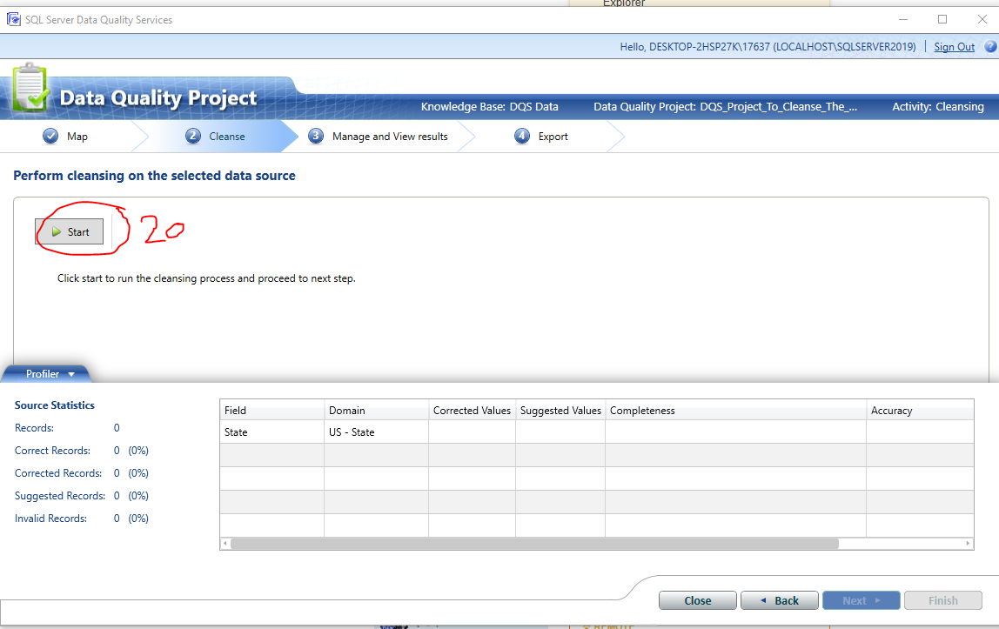 Explorer
SQL Server Data Quality Services
Hello, DESKTOP-2HSP27K\17637 (LOCALHOST\SQLSERVER2019) Sign Out ?
Data Quality Project
Knowledge Base: DQS Data Data Quality Project: DQS_Project_To_Cleanse_The_... Activity: Cleansing
Map 2 Cleanse 3 Manage and View results 4 Export
Perform cleansing on the selected data source
Start 20
Click start to run the cleansing process and proceed to next step.
Profiler
Source Statistics
Records: 0
Correct Records: 0 (0%)
Corrected Records: 0 (0%)
Suggested Records: 0 (0%)
Invalid Records: 0 (0%)
Field Domain Corrected Values Suggested Values Completeness Accuracy
State US - State
Close Back Next Finish
REMOTE